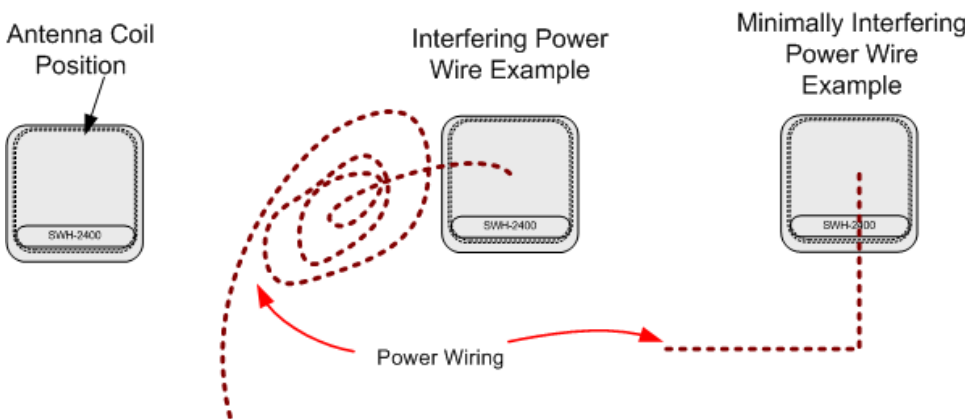 Antenna Coil
Position
Interfering Power
Wire Example
Minimally Interfering
Power Wire
Example
SWH-2400
SWH-2400
SWH-2400
Power Wiring